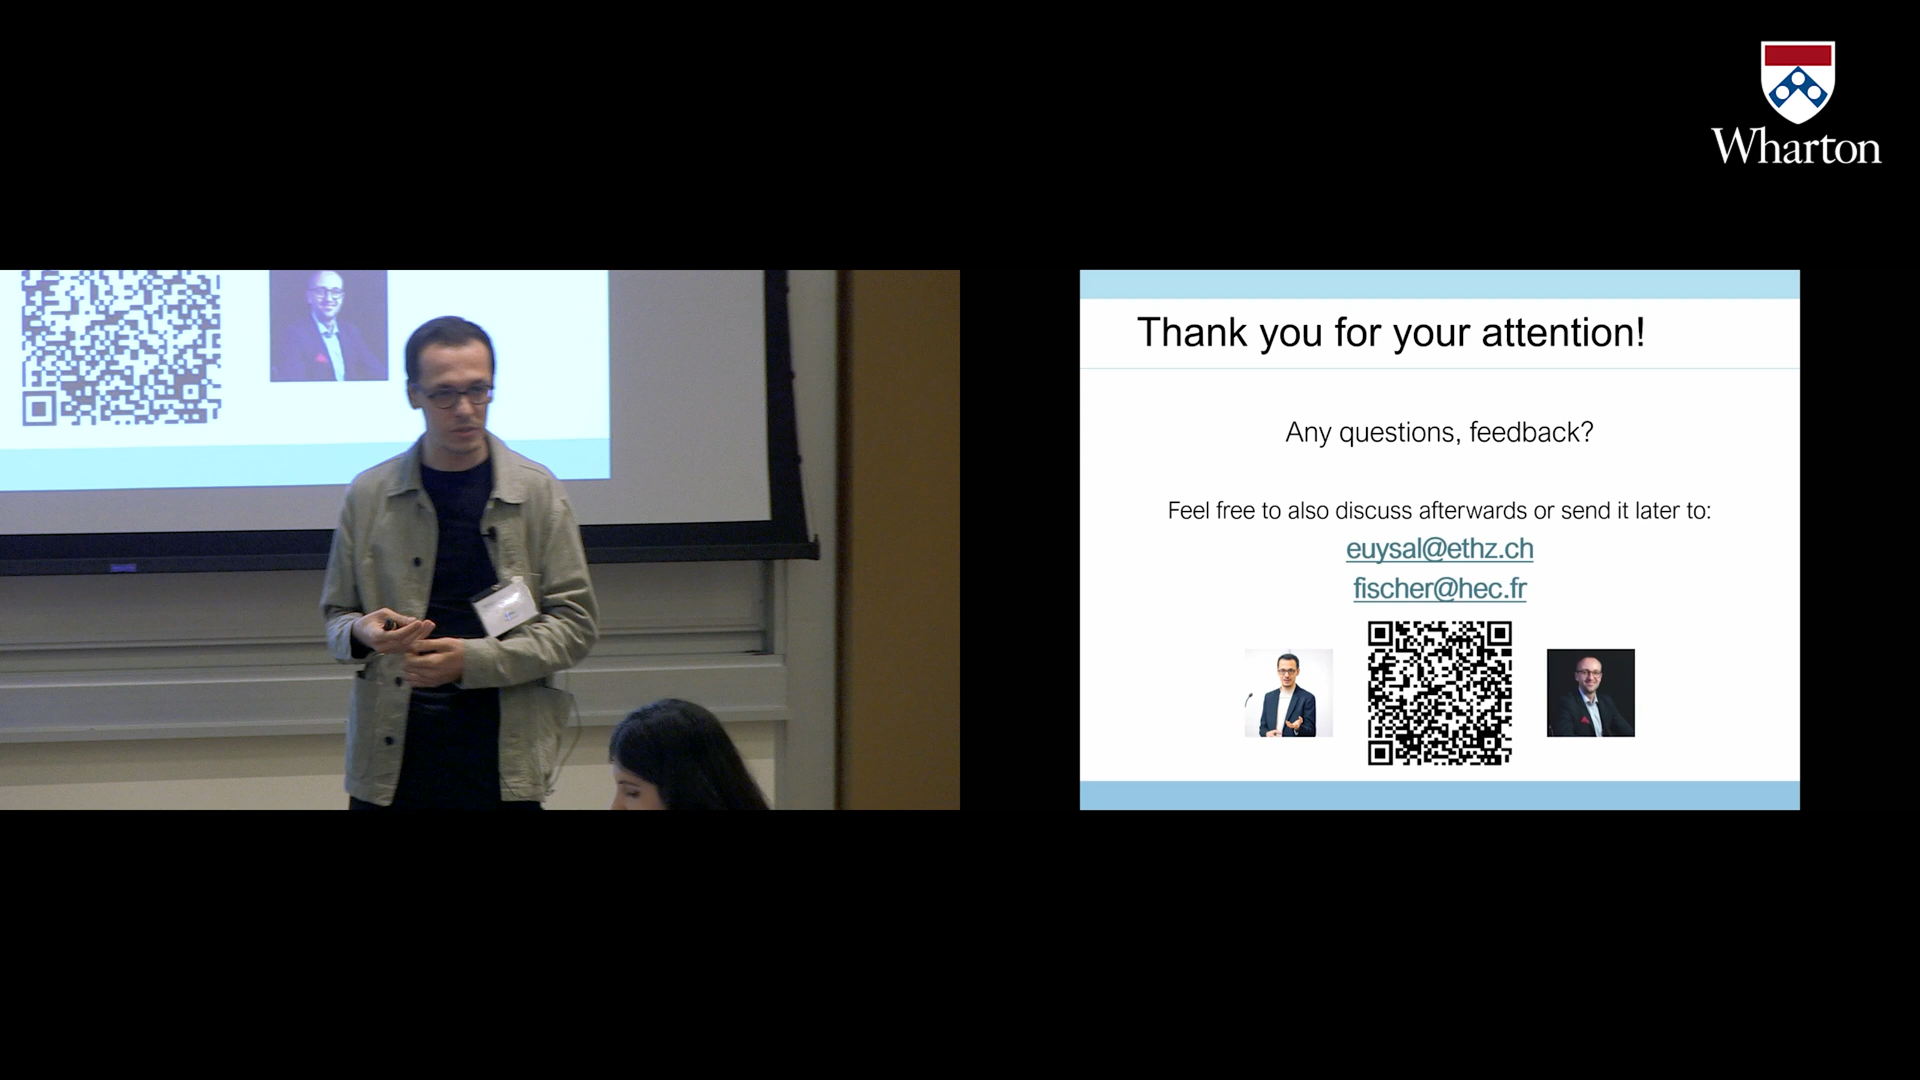 Wharton
Thank you for your attention!
Any questions, feedback?
Feel free to also discuss afterwards or send it later to:
euysal@ethz.ch
fischer@hec.fr